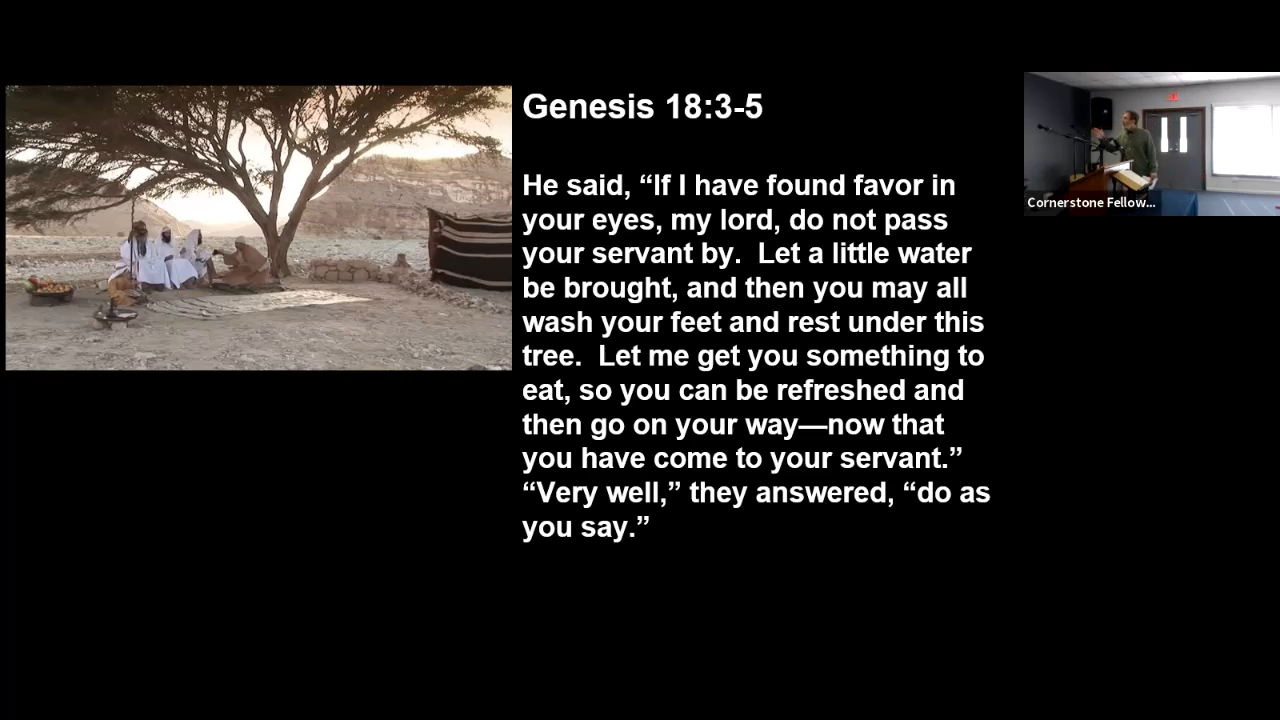 Genesis 18:3-5
He said, “If I have found favor in
your eyes, my lord, do not pass
your servant by.  Let a little water
be brought, and then you may all
wash your feet and rest under this
tree.  Let me get you something to
eat, so you can be refreshed and
then go on your way—now that
you have come to your servant.”
“Very well,” they answered, “do as
you say.”
Cornerstone Fellow...